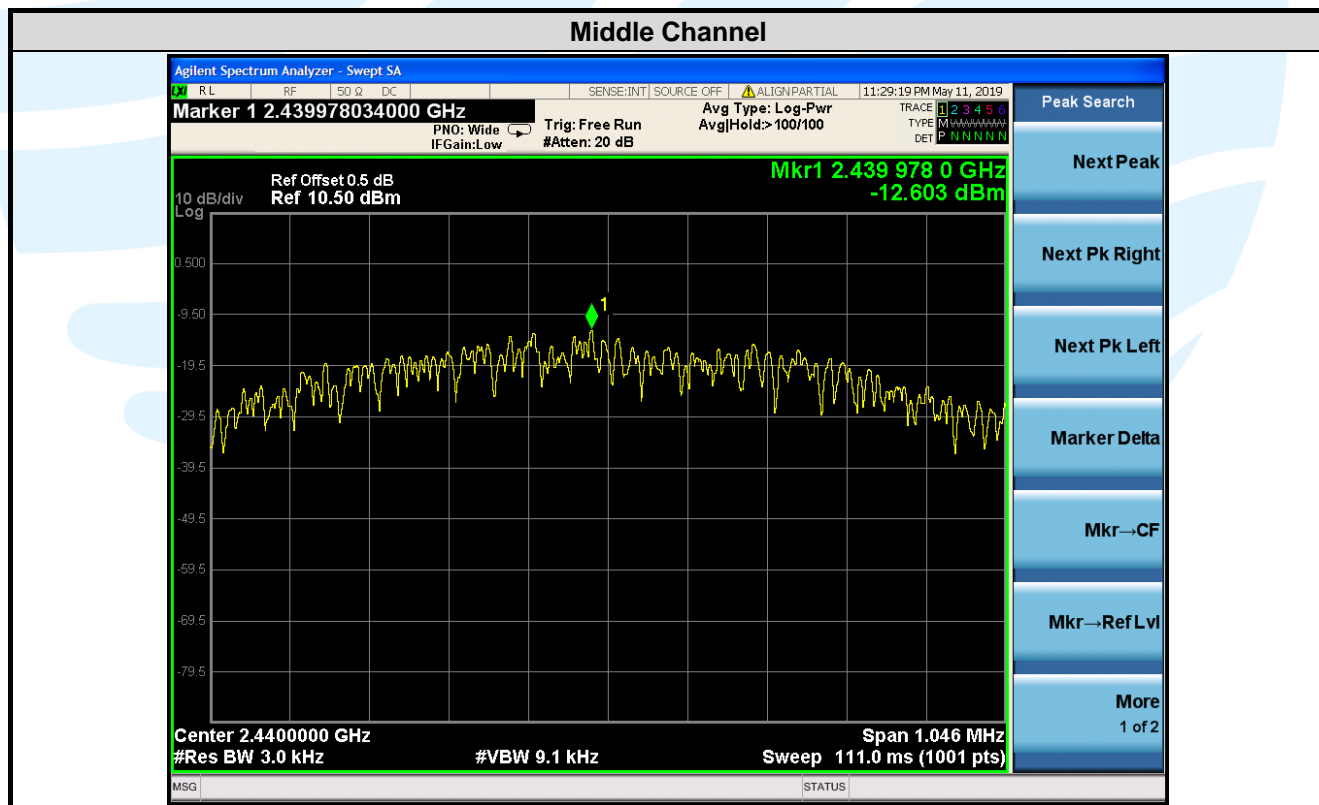 Middle Channel
Agilent Spectrum Analyzer - Swept SA
LXI RL RF 50 Ω DC SENSE:INT SOURCE OFF ALIGNPARTIAL 11:29:19 PM May 11, 2019
Marker 1 2.439978034000 GHz
PNO: Wide
IFGain:Low
Trig: Free Run
#Atten: 20 dB
Avg Type: Log-Pwr
Avg|Hold:>100/100
TRACE 1 2 3 4 5 6
TYPE M WWWWW
DET P N N N N N
Peak Search
Mkr1 2.439 978 0 GHz
-12.603 dBm
Ref Offset 0.5 dB
10 dB/div Ref 10.50 dBm
Log
0.500
-9.50
-19.5
-29.5
-39.5
-49.5
-59.5
-69.5
-79.5
1
Center 2.4400000 GHz
Span 1.046 MHz
#Res BW 3.0 kHz
#VBW 9.1 kHz
Sweep 111.0 ms (1001 pts)
Next Peak
Next Pk Right
Next Pk Left
Marker Delta
Mkr→CF
Mkr→Ref Lvl
More
1 of 2
MSG
STATUS